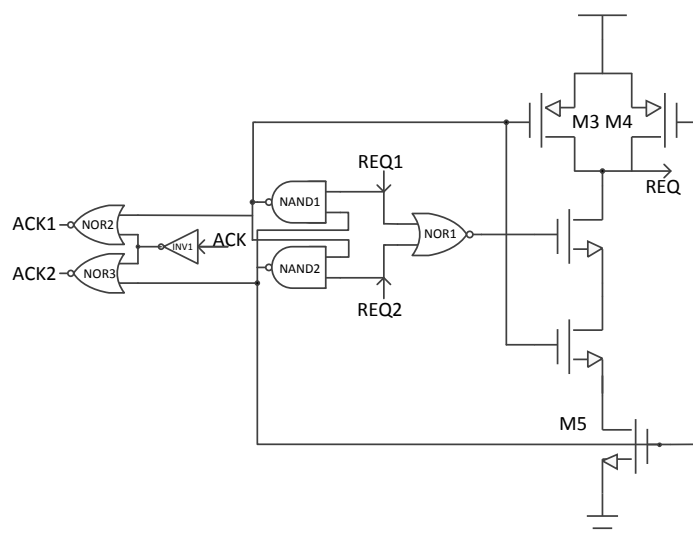 M3 M4
REQ1
NAND1
REQ
ACK1
NOR2
INV1
ACK
NOR1
ACK2
NOR3
NAND2
REQ2
M5